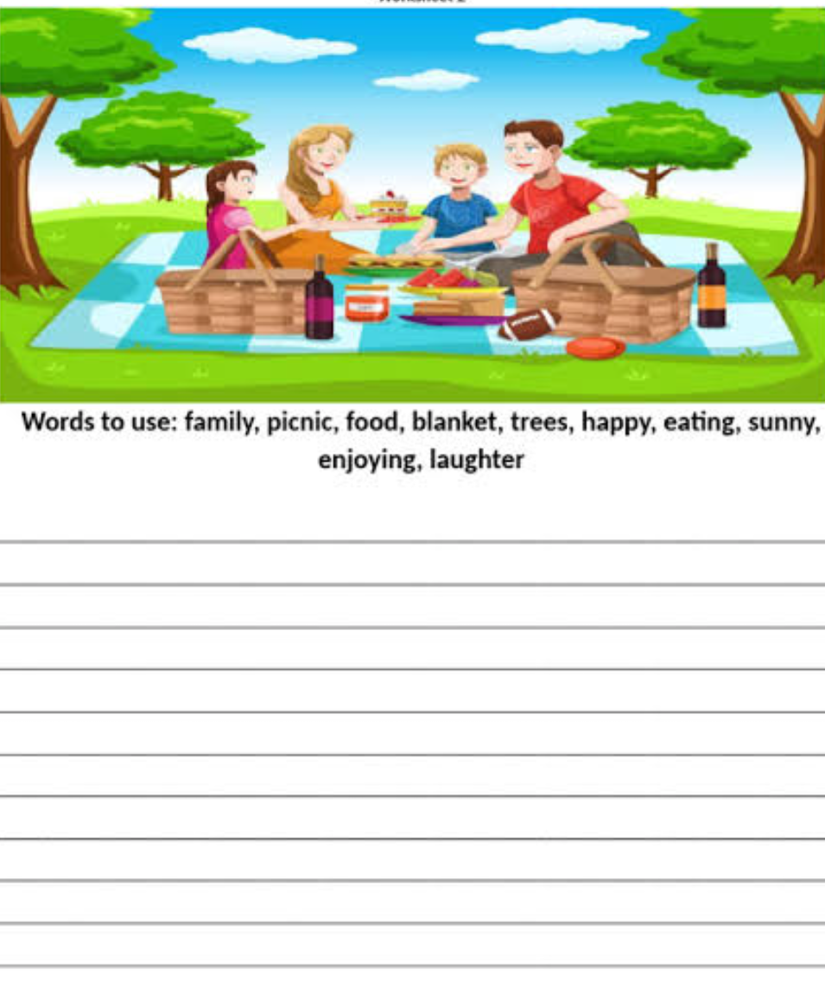 Words to use: family, picnic, food, blanket, trees, happy, eating, sunny,
enjoying, laughter